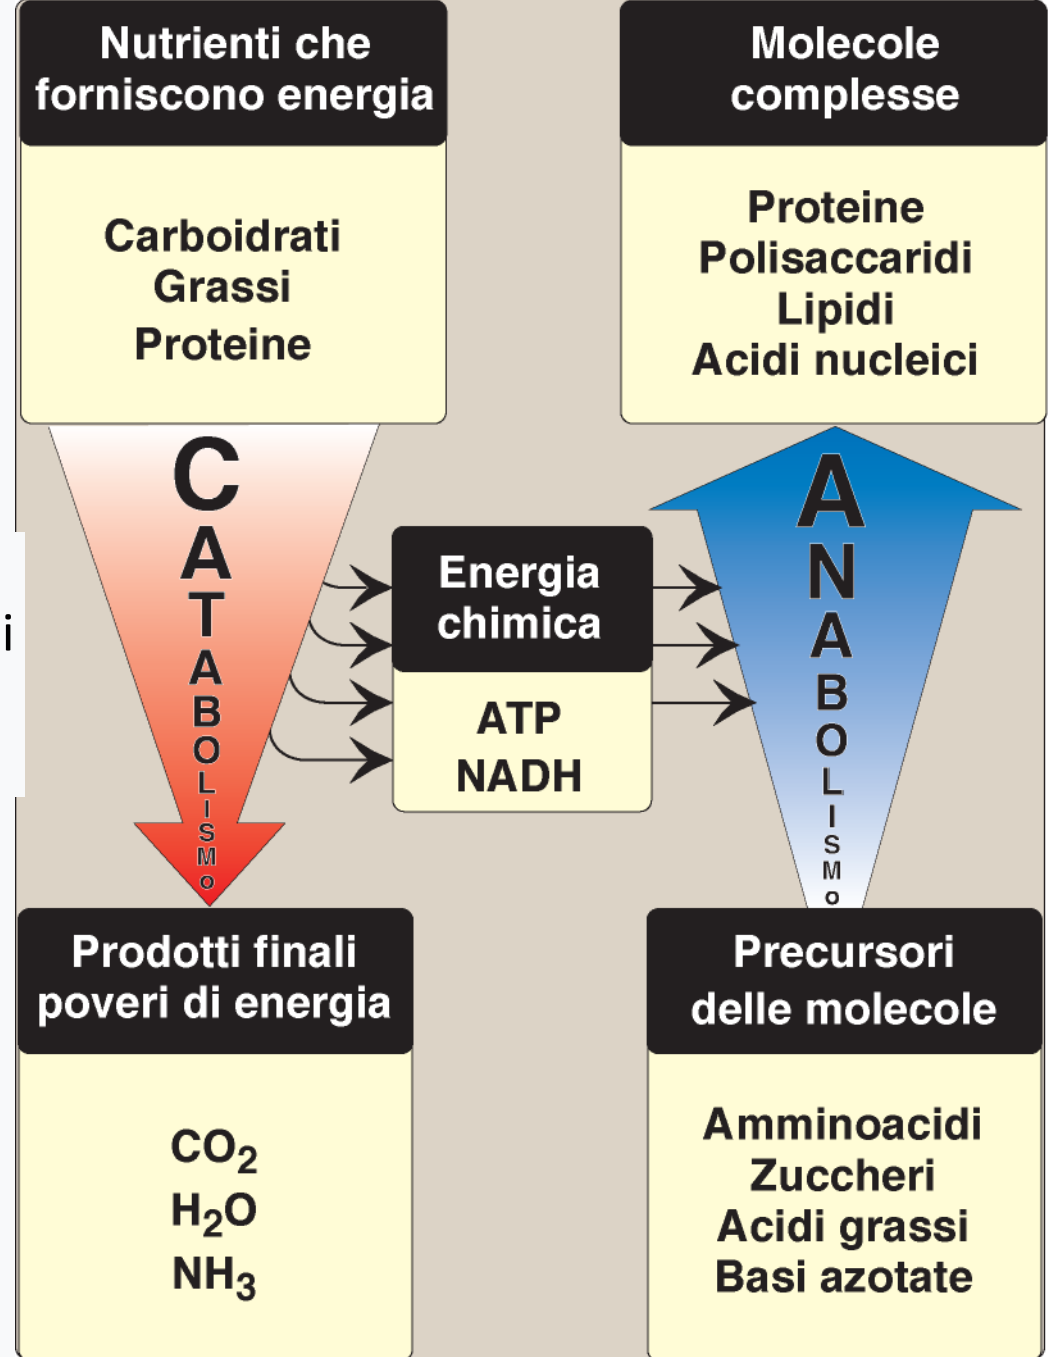 Nutrienti che
forniscono energia
Carboidrati
Grassi
Proteine
Molecole
complesse
Proteine
Polisaccaridi
Lipidi
Acidi nucleici
CATABOLISMO
i
Energia
chimica
ATP
NADH
ANABOLISMO
Prodotti finali
poveri di energia
CO₂
H₂O
NH₃
Precursori
delle molecole
Amminoacidi
Zuccheri
Acidi grassi
Basi azotate